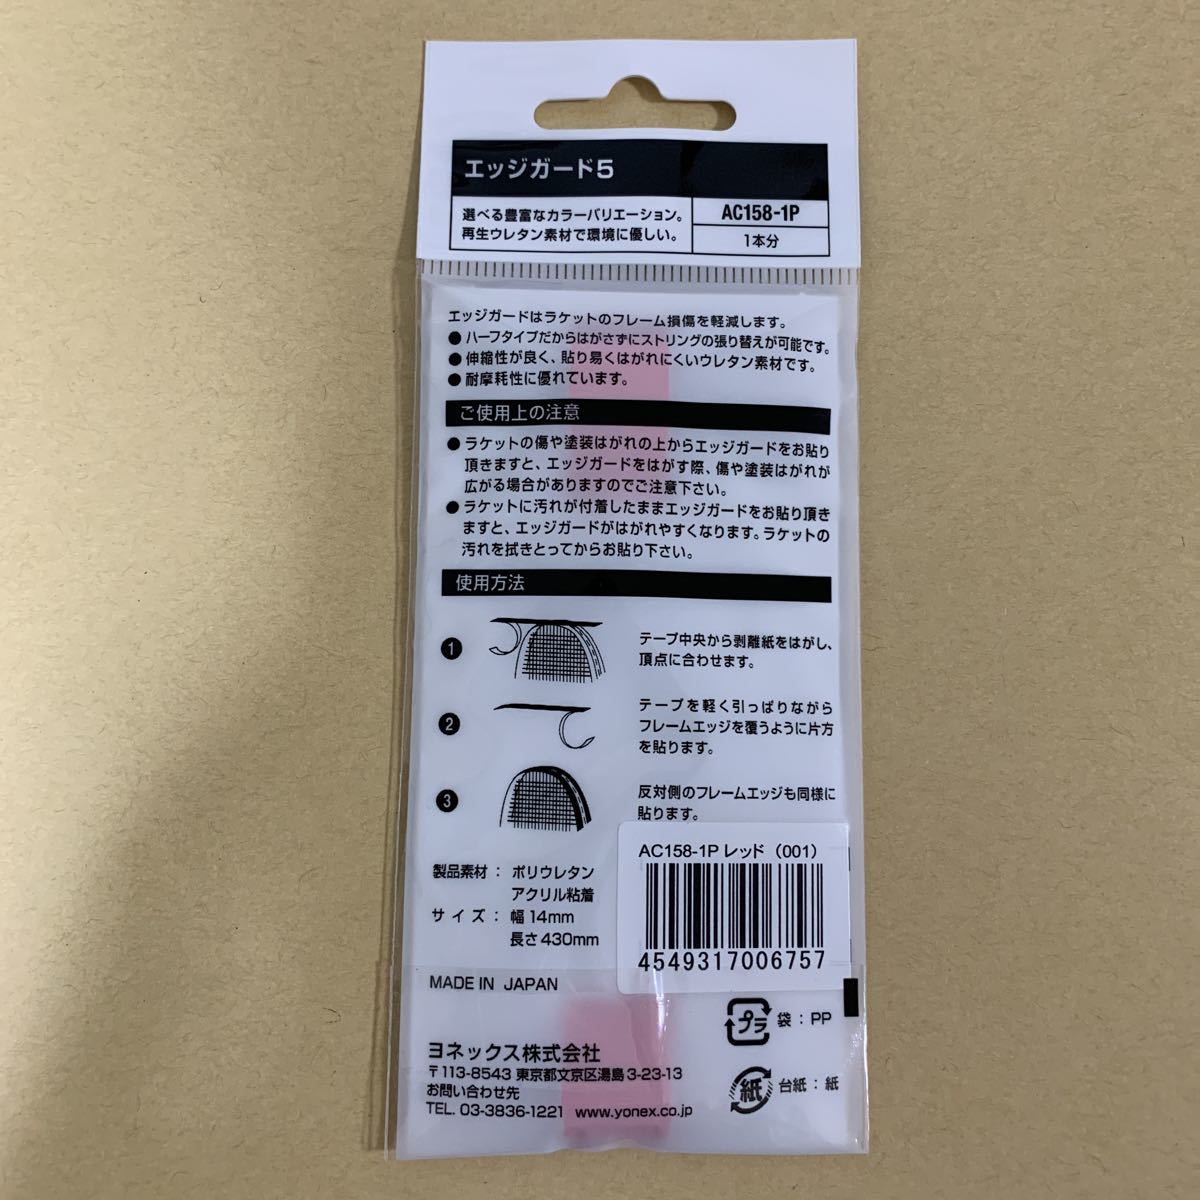 エッジガード5
選べる豊富なカラーバリエーション。
再生ウレタン素材で環境に優しい。
AC158-1P
1本分
エッジガードはラケットのフレーム損傷を軽減します。
●ハーフタイプだからはがさずにストリングの張り替えが可能です。
●伸縮性が良く、貼り易くはがれにくいウレタン素材です。
●耐摩耗性に優れています。
ご使用上の注意
●ラケットの傷や塗装はがれの上からエッジガードをお貼り
頂きますと、エッジガードをはがす際、傷や塗装はがれが
広がる場合がありますのでご注意下さい。
●ラケットに汚れが付着したままエッジガードをお貼り頂き
ますと、エッジガードがはがれやすくなります。ラケットの
汚れを拭きとってからお貼り下さい。
使用方法
1 テープ中央から剥離紙をはがし、
頂点に合わせます。
2 テープを軽く引っぱりながら
フレームエッジを覆うように片方
を貼ります。
3 反対側のフレームエッジも同様に
貼ります。
製品素材：ポリウレタン
アクリル粘着
サイズ：幅14mm
長さ430mm
AC158-1P レッド（001）
4549317006757
MADE IN JAPAN
プラ 袋：PP
紙 台紙：紙
ヨネックス株式会社
〒113-8543 東京都文京区湯島3-23-13
お問い合わせ先
TEL. 03-3836-1221 www.yonex.co.jp